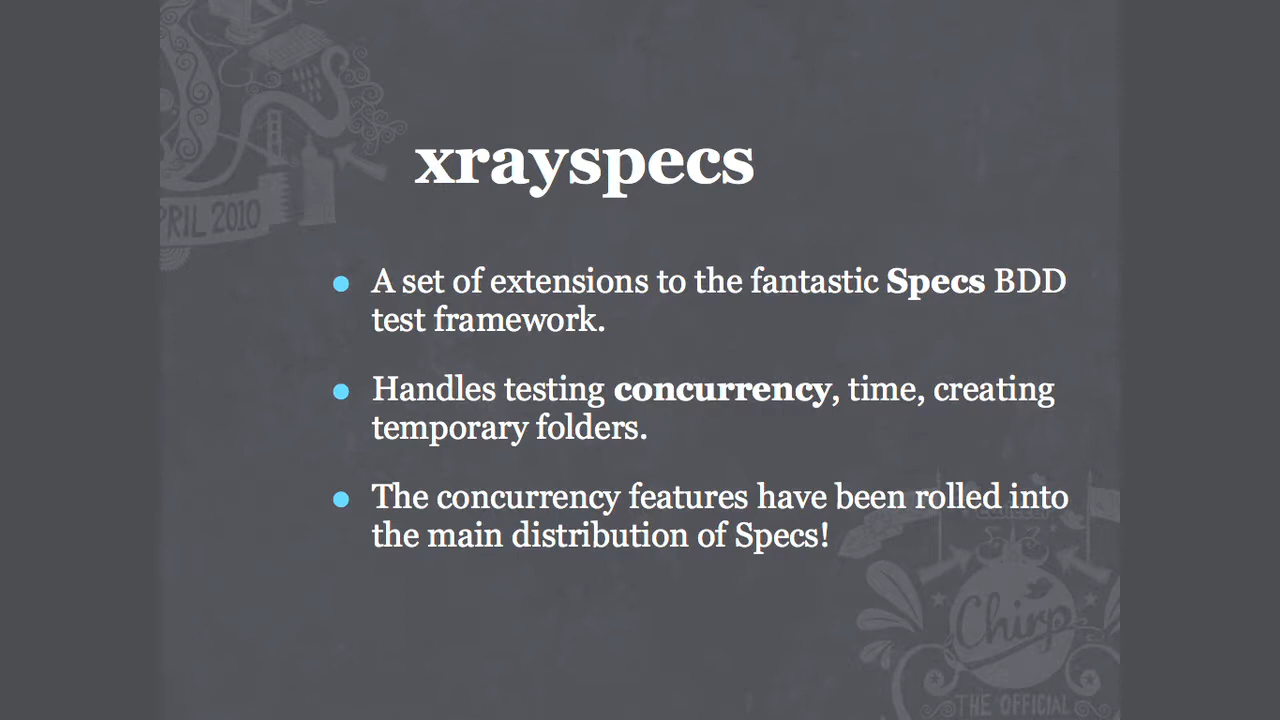 PRIL 2010
xrayspecs
A set of extensions to the fantastic Specs BDD
test framework.
Handles testing concurrency, time, creating
temporary folders.
The concurrency features have been rolled into
the main distribution of Specs!
Chirp
THE OFFICIAL